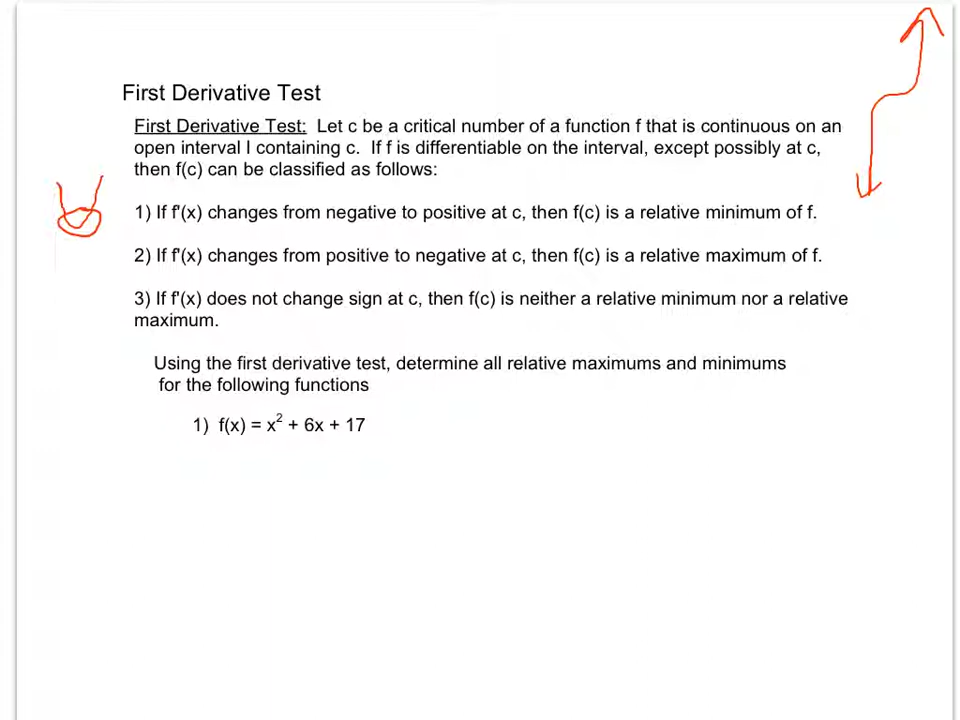 First Derivative Test
First Derivative Test: Let c be a critical number of a function f that is continuous on an
open interval I containing c. If f is differentiable on the interval, except possibly at c,
then f(c) can be classified as follows:
1) If f'(x) changes from negative to positive at c, then f(c) is a relative minimum of f.
2) If f'(x) changes from positive to negative at c, then f(c) is a relative maximum of f.
3) If f'(x) does not change sign at c, then f(c) is neither a relative minimum nor a relative
maximum.
Using the first derivative test, determine all relative maximums and minimums
for the following functions
1) f(x) = x² + 6x + 17